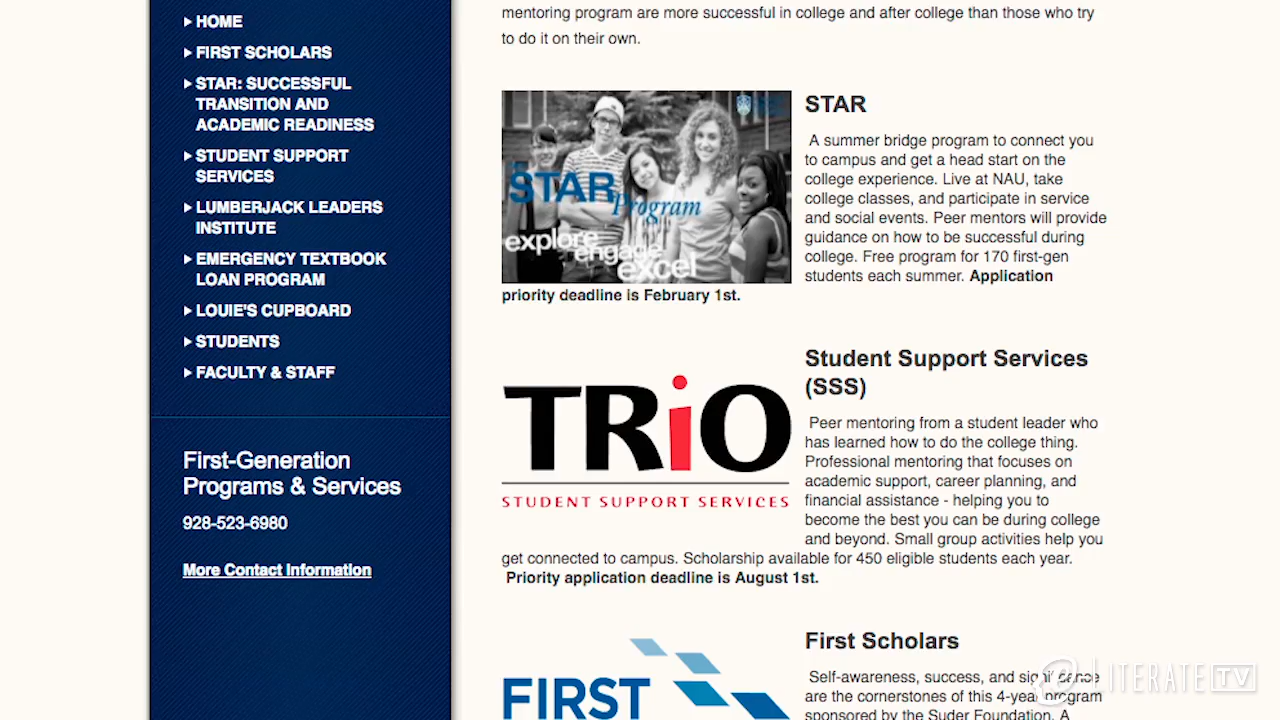 HOME
FIRST SCHOLARS
STAR: SUCCESSFUL
TRANSITION AND
ACADEMIC READINESS
STUDENT SUPPORT
SERVICES
LUMBERJACK LEADERS
INSTITUTE
EMERGENCY TEXTBOOK
LOAN PROGRAM
LOUIE'S CUPBOARD
STUDENTS
FACULTY & STAFF
First-Generation
Programs & Services
928-523-6980
More Contact Information
mentoring program are more successful in college and after college than those who try
to do it on their own.
STAR
Program
explore
engage
excel
STAR
A summer bridge program to connect you
to campus and get a head start on the
college experience. Live at NAU, take
college classes, and participate in service
and social events. Peer mentors will provide
guidance on how to be successful during
college. Free program for 170 first-gen
students each summer. Application
priority deadline is February 1st.
TRiO
STUDENT SUPPORT SERVICES
Student Support Services
(SSS)
Peer mentoring from a student leader who
has learned how to do the college thing.
Professional mentoring that focuses on
academic support, career planning, and
financial assistance - helping you to
become the best you can be during college
and beyond. Small group activities help you
get connected to campus. Scholarship available for 450 eligible students each year.
Priority application deadline is August 1st.
FIRST
First Scholars
Self-awareness, success, and significance
are the cornerstones of this 4-year program
sponsored by the Suder Foundation. A
e LITERATE TV